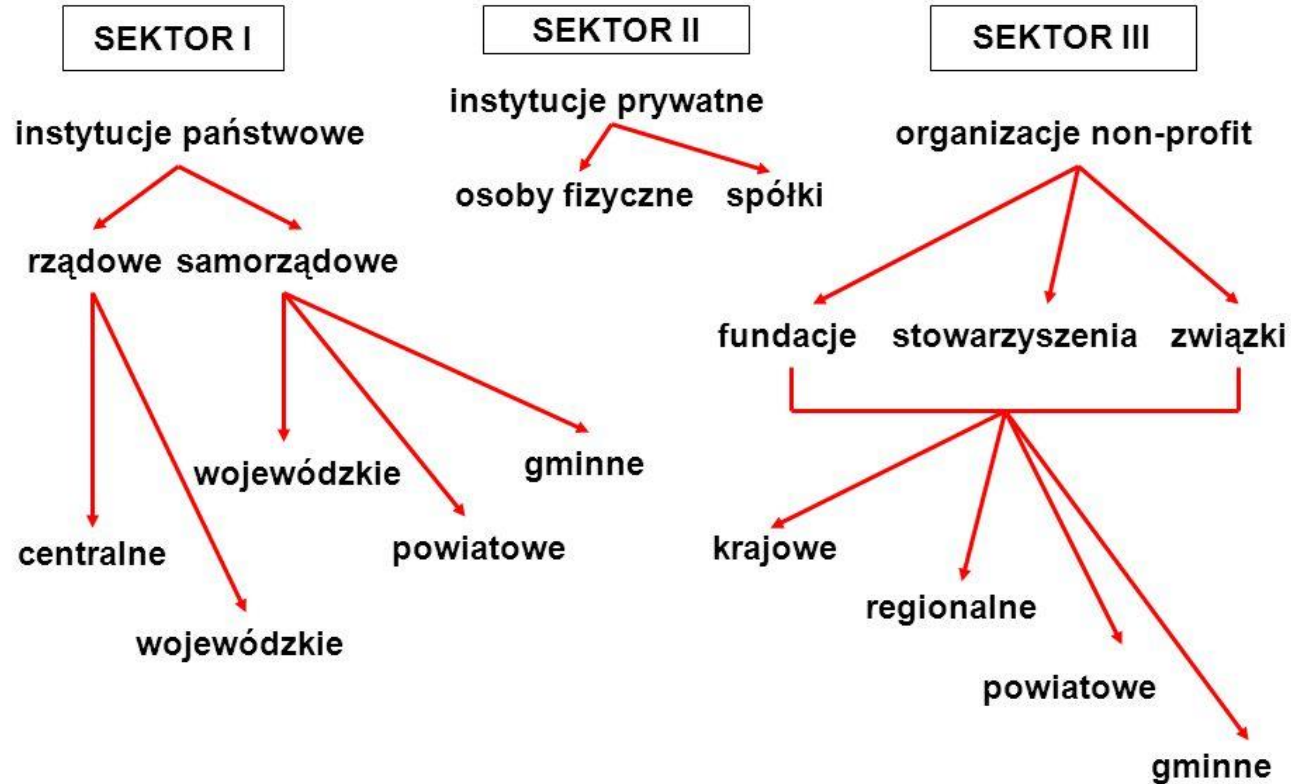 SEKTOR I
instytucje państwowe
rządowe samorządowe
wojewódzkie
gminne
centralne
powiatowe
wojewódzkie
SEKTOR II
instytucje prywatne
osoby fizyczne spółki
SEKTOR III
organizacje non-profit
fundacje stowarzyszenia związki
krajowe
regionalne
powiatowe
gminne